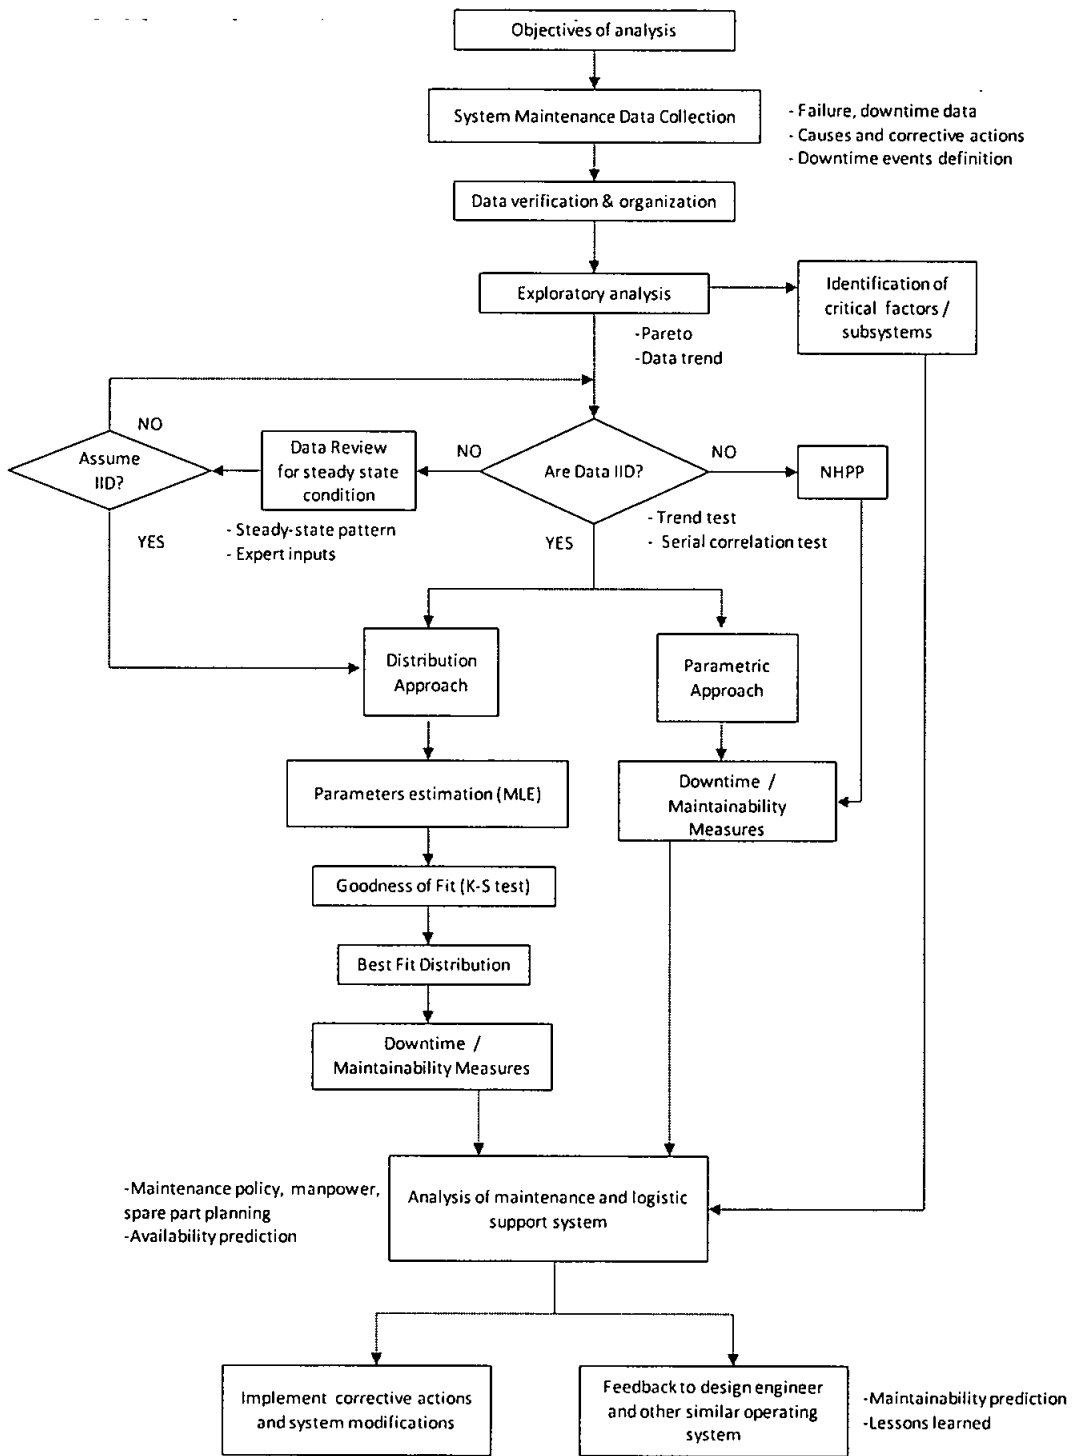 Objectives of analysis
System Maintenance Data Collection
- Failure, downtime data
- Causes and corrective actions
- Downtime events definition
Data verification & organization
Exploratory analysis
Identification of
critical factors /
subsystems
-Pareto
-Data trend
NO
Assume
IID?
YES
Data Review
for steady state
condition
- Steady-state pattern
- Expert inputs
NO
Are Data IID?
YES
NO
- Trend test
- Serial correlation test
NHPP
Distribution
Approach
Parametric
Approach
Parameters estimation (MLE)
Downtime /
Maintainability
Measures
Goodness of Fit (K-S test)
Best Fit Distribution
Downtime /
Maintainability Measures
-Maintenance policy, manpower,
spare part planning
-Availability prediction
Analysis of maintenance and logistic
support system
Implement corrective actions
and system modifications
Feedback to design engineer
and other similar operating
system
-Maintainability prediction
-Lessons learned